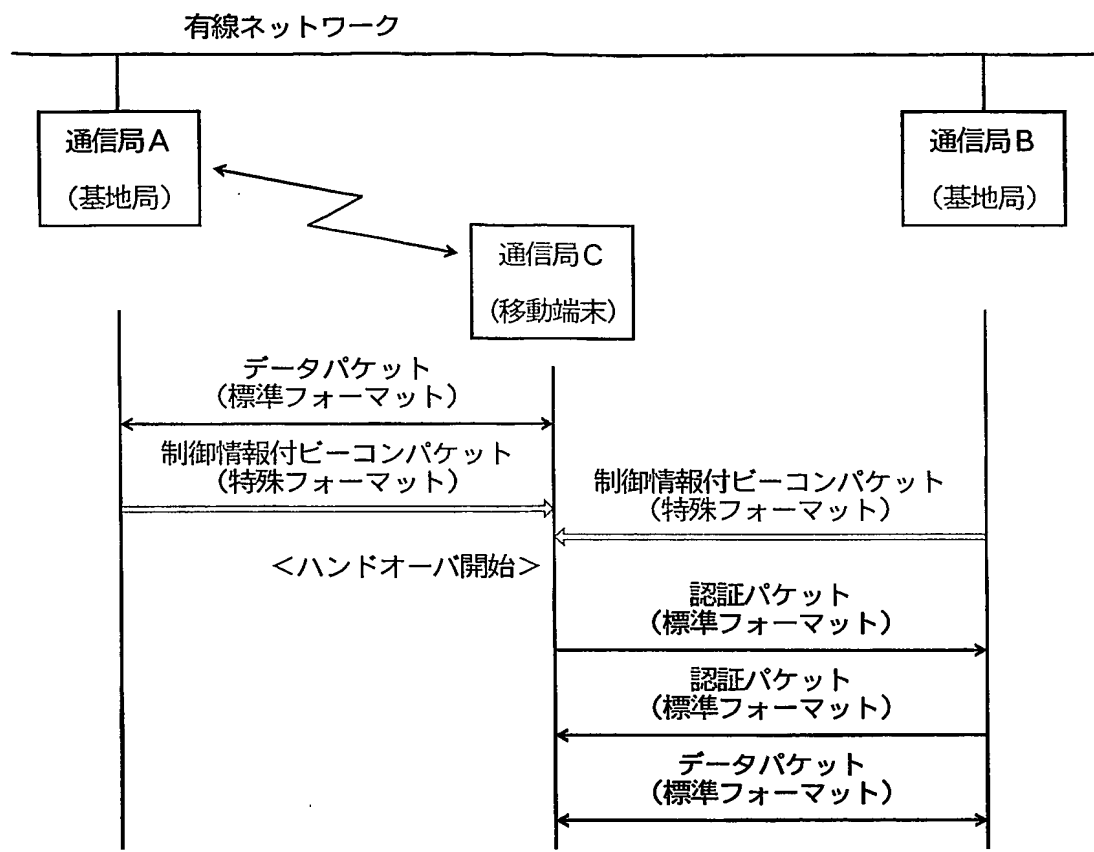 有線ネットワーク
通信局A
(基地局)
通信局B
(基地局)
通信局C
(移動端末)
データパケット
(標準フォーマット)
制御情報付ビーコンパケット
(特殊フォーマット)
制御情報付ビーコンパケット
(特殊フォーマット)
<ハンドオーバ開始>
認証パケット
(標準フォーマット)
認証パケット
(標準フォーマット)
データパケット
(標準フォーマット)